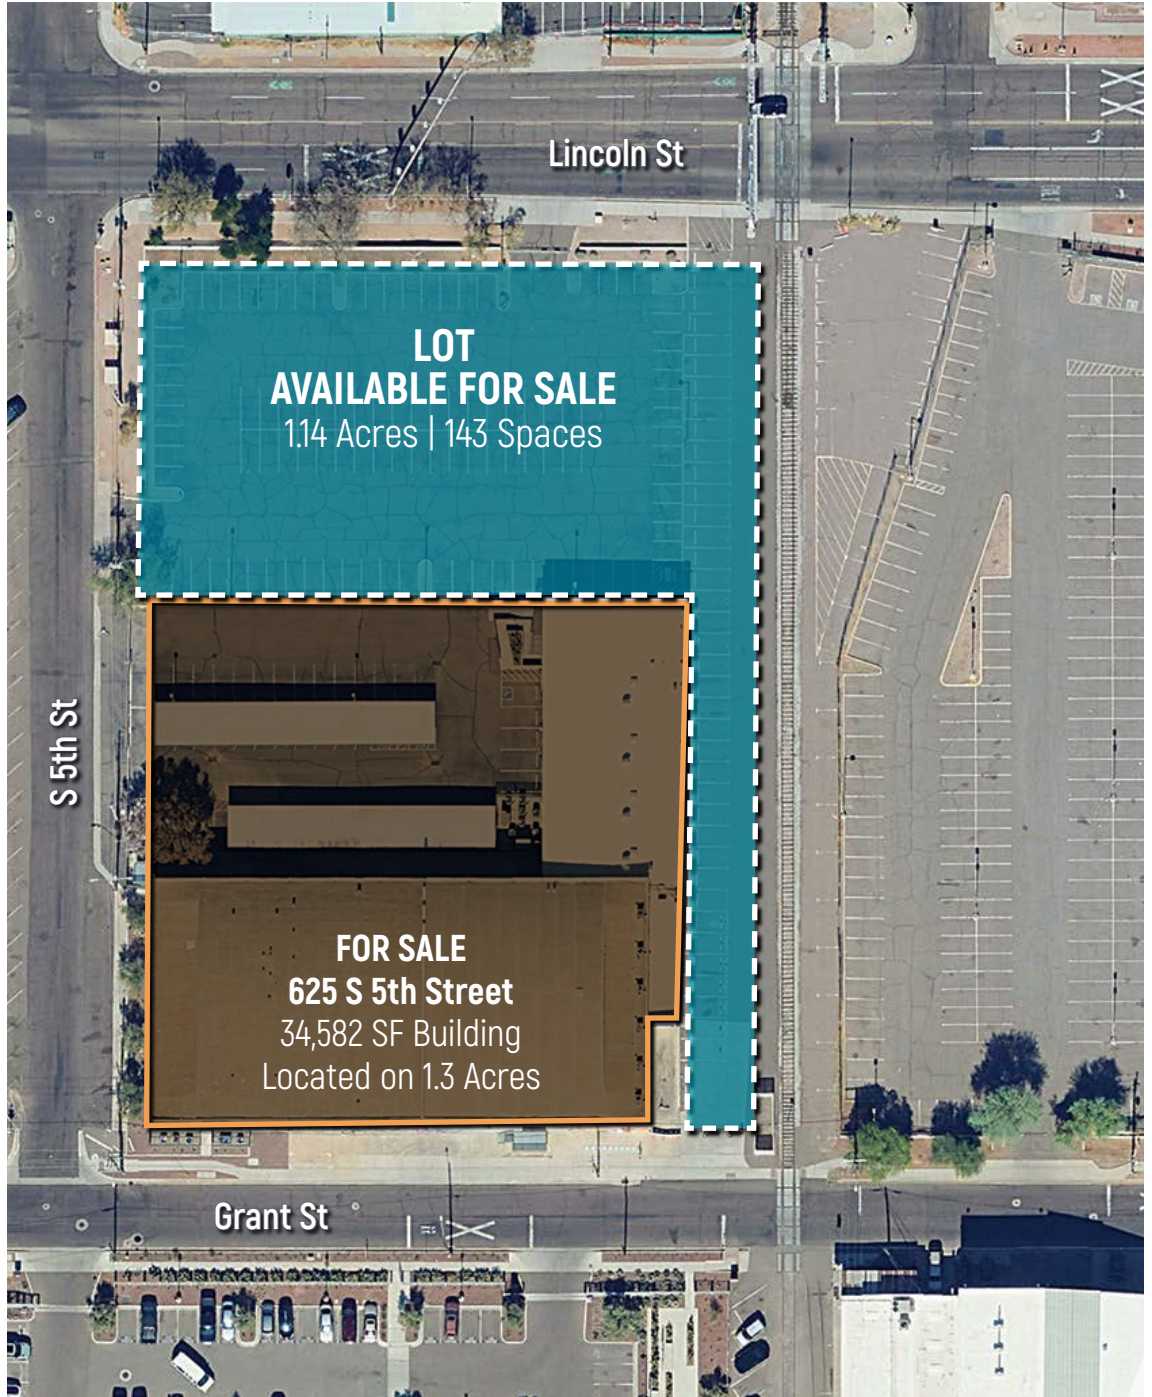 Lincoln St
LOT
AVAILABLE FOR SALE
1.14 Acres | 143 Spaces
S 5th St
FOR SALE
625 S 5th Street
34,582 SF Building
Located on 1.3 Acres
Grant St